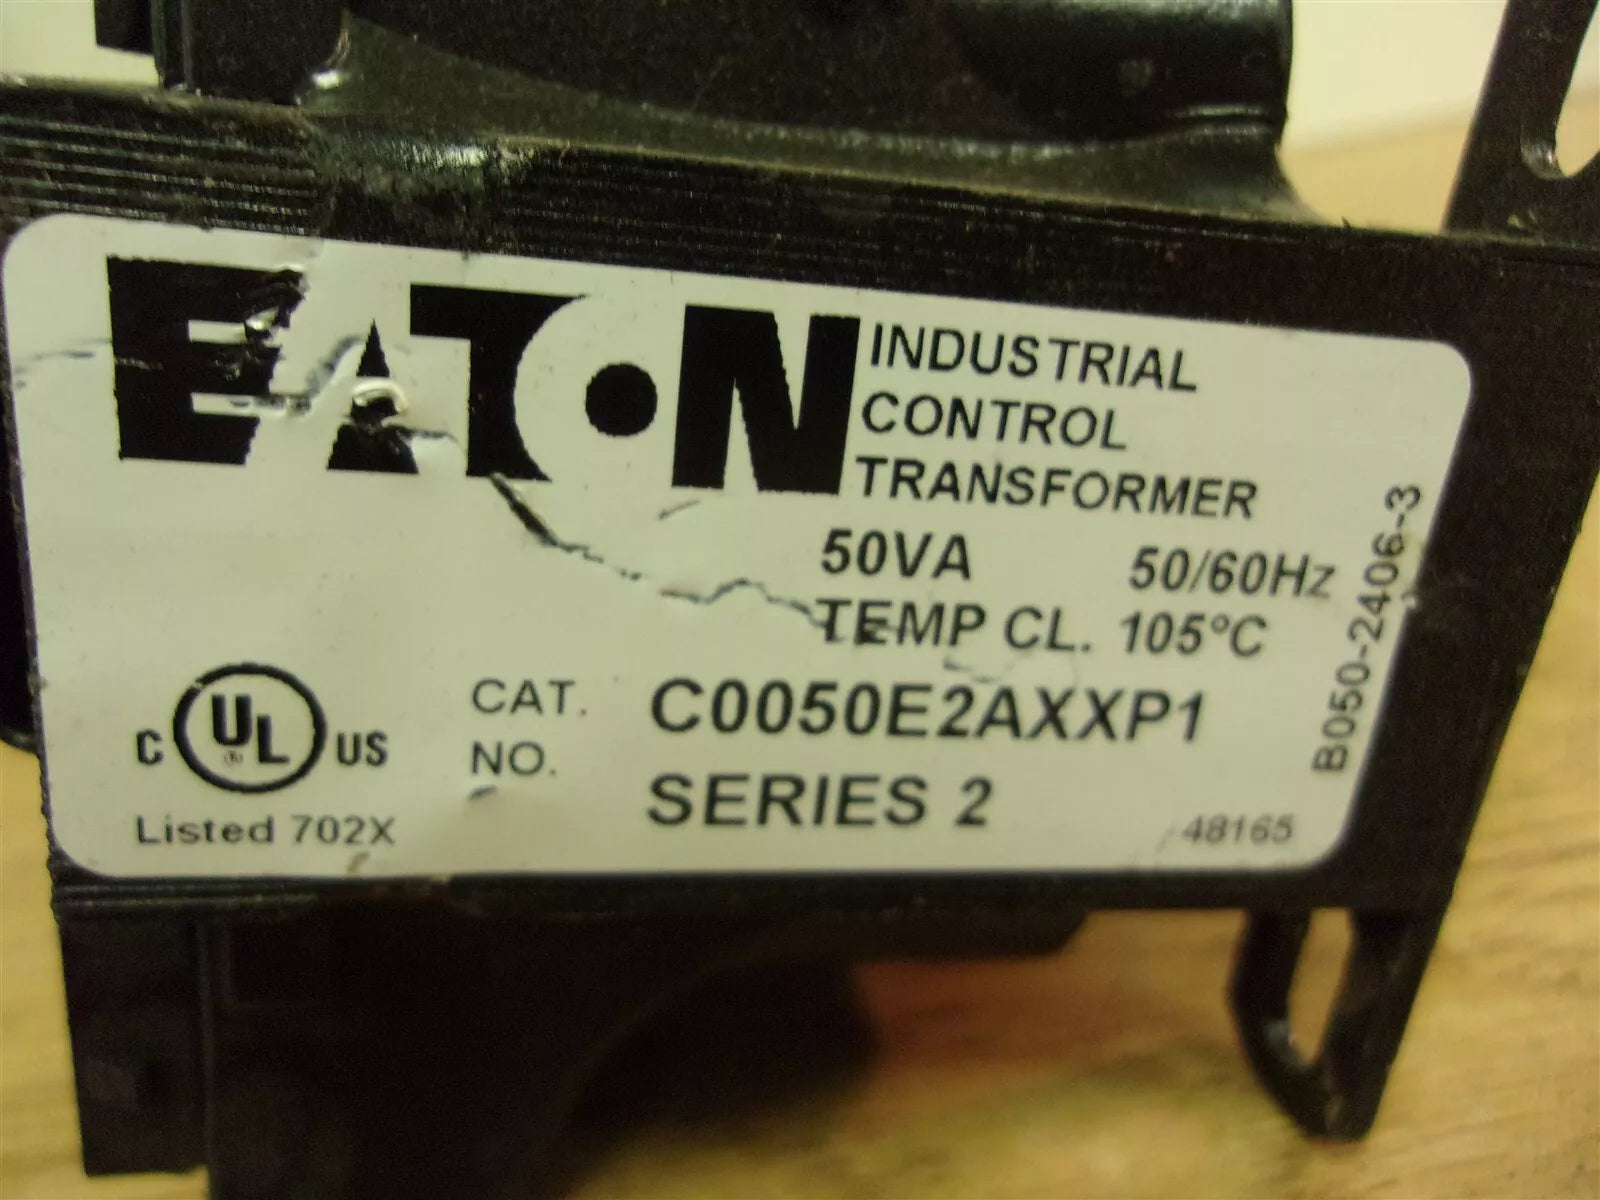 EATON
INDUSTRIAL
CONTROL
TRANSFORMER
50VA 50/60Hz
TEMP CL. 105°C
CAT. NO. C0050E2AXXP1
SERIES 2
C UL ® US
Listed 702X
48165
B050-2406-3